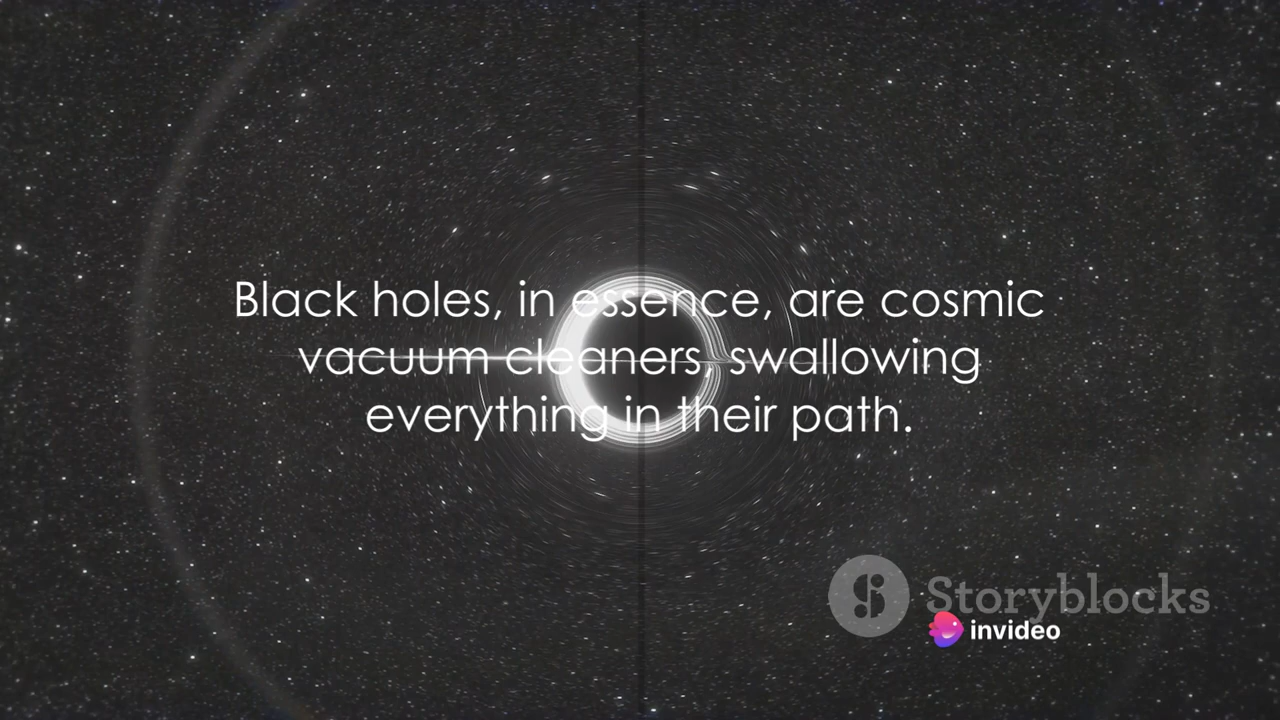 Black holes, in essence, are cosmic
vacuum cleaners, swallowing
everything in their path.
Storyblocks
invideo